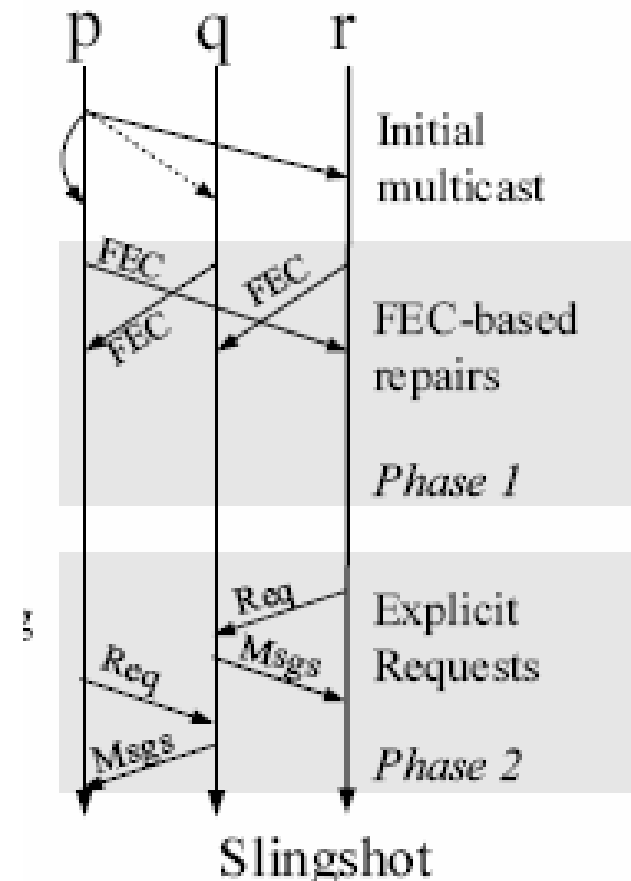 p q r
Initial
multicast
FEC
FEC
FEC
FEC-based
repairs
Phase 1
Req
Explicit
Msgs
Requests
Req
Msgs
Phase 2
Slingshot